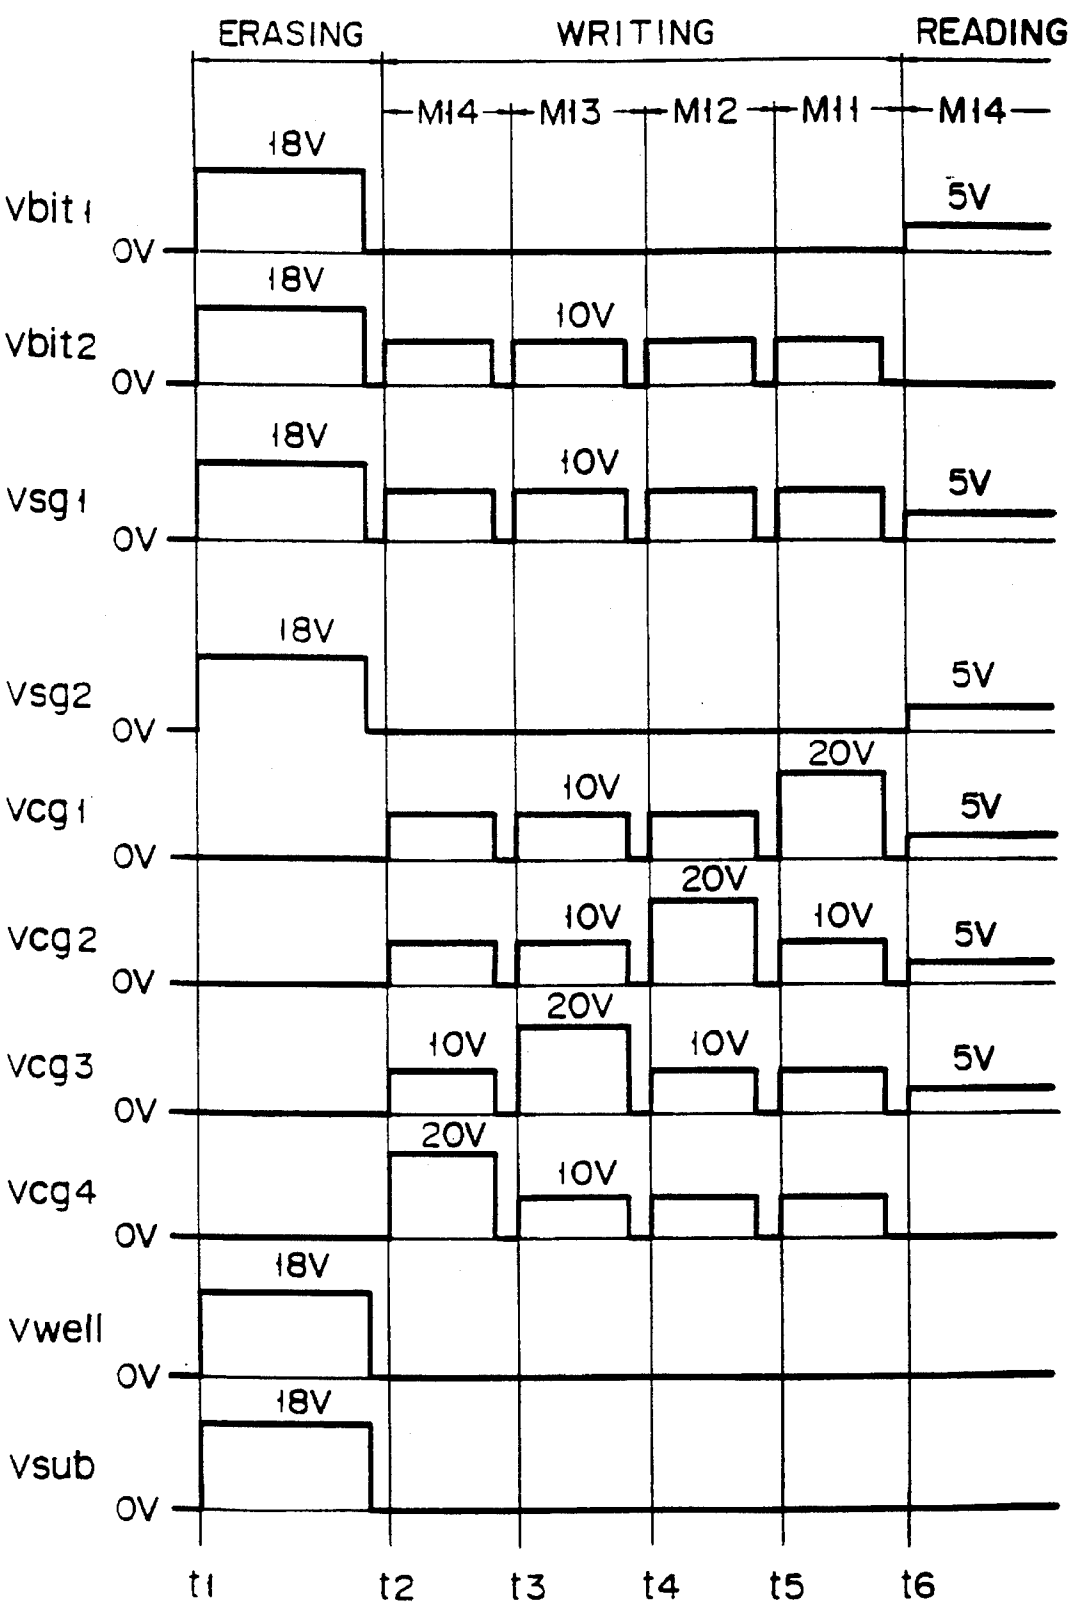 ERASING WRITING READING
M14 M13 M12 M11 M14
18V
Vbit1 5V
0V
18V
Vbit2 10V
0V
18V 10V
Vsg1 5V
0V
18V
Vsg2 5V
0V
20V
Vcg1 10V 5V
0V
20V
Vcg2 10V 10V 5V
0V
20V
Vcg3 10V 10V 5V
0V
20V
Vcg4 10V
0V
18V
Vwell
0V
18V
Vsub
0V
t1 t2 t3 t4 t5 t6